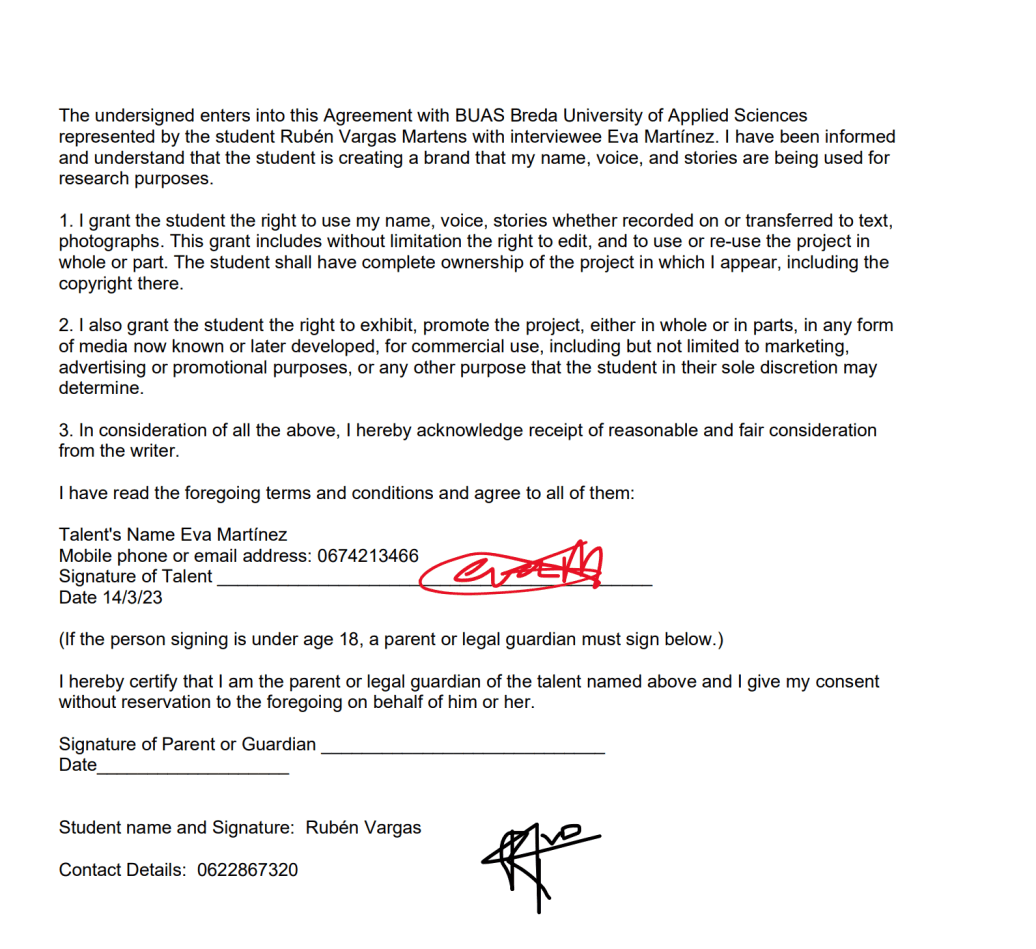 The undersigned enters into this Agreement with BUAS Breda University of Applied Sciences
represented by the student Rubén Vargas Martens with interviewee Eva Martínez. I have been informed
and understand that the student is creating a brand that my name, voice, and stories are being used for
research purposes.
1. I grant the student the right to use my name, voice, stories whether recorded on or transferred to text,
photographs. This grant includes without limitation the right to edit, and to use or re-use the project in
whole or part. The student shall have complete ownership of the project in which I appear, including the
copyright there.
2. I also grant the student the right to exhibit, promote the project, either in whole or in parts, in any form
of media now known or later developed, for commercial use, including but not limited to marketing,
advertising or promotional purposes, or any other purpose that the student in their sole discretion may
determine.
3. In consideration of all the above, I hereby acknowledge receipt of reasonable and fair consideration
from the writer.
I have read the foregoing terms and conditions and agree to all of them:
Talent's Name Eva Martínez
Mobile phone or email address: 0674213466
Signature of Talent
Date 14/3/23
(If the person signing is under age 18, a parent or legal guardian must sign below.)
I hereby certify that I am the parent or legal guardian of the talent named above and I give my consent
without reservation to the foregoing on behalf of him or her.
Signature of Parent or Guardian
Date
Student name and Signature: Rubén Vargas
Contact Details: 0622867320